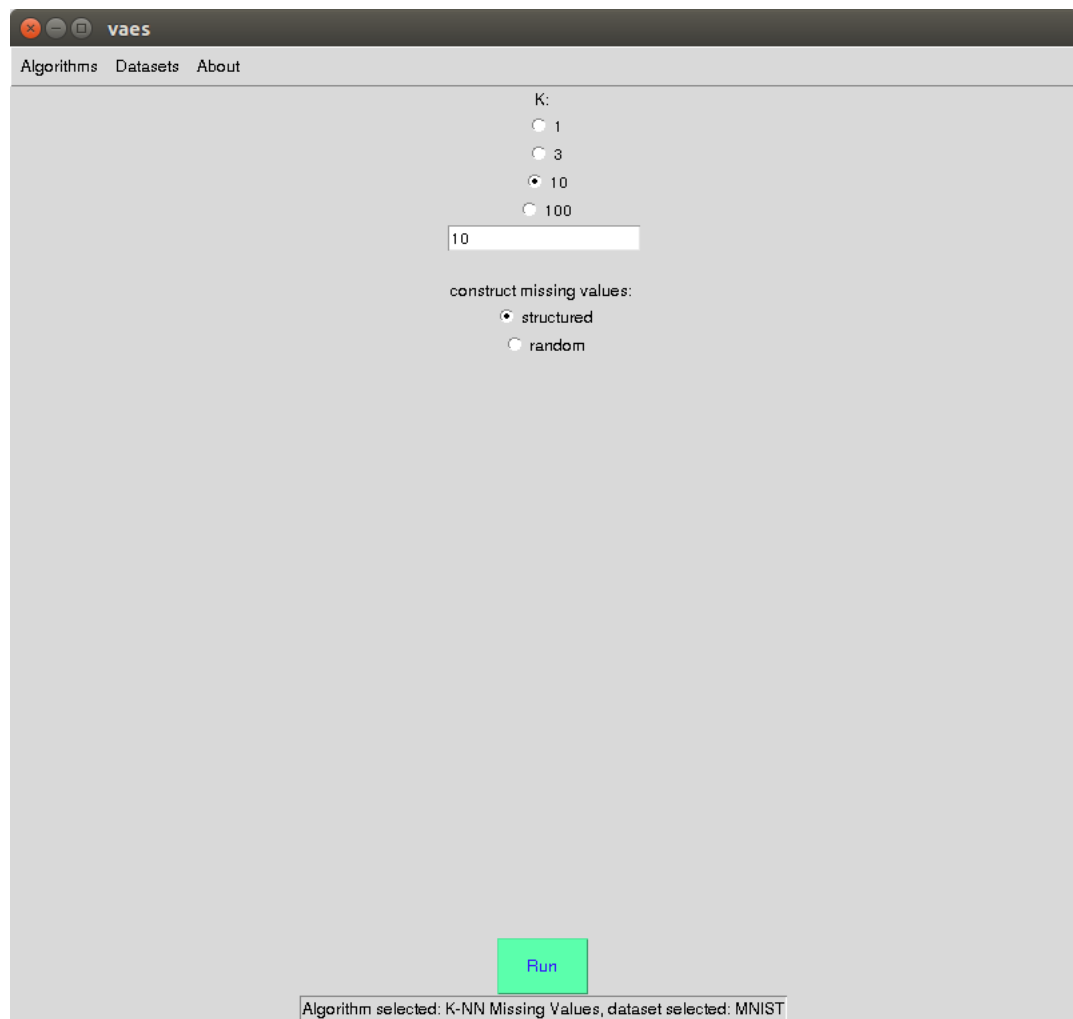 vaes
Algorithms Datasets About
K:
1
3
10
100
10
construct missing values:
structured
random
Run
Algorithm selected: K-NN Missing Values, dataset selected: MNIST